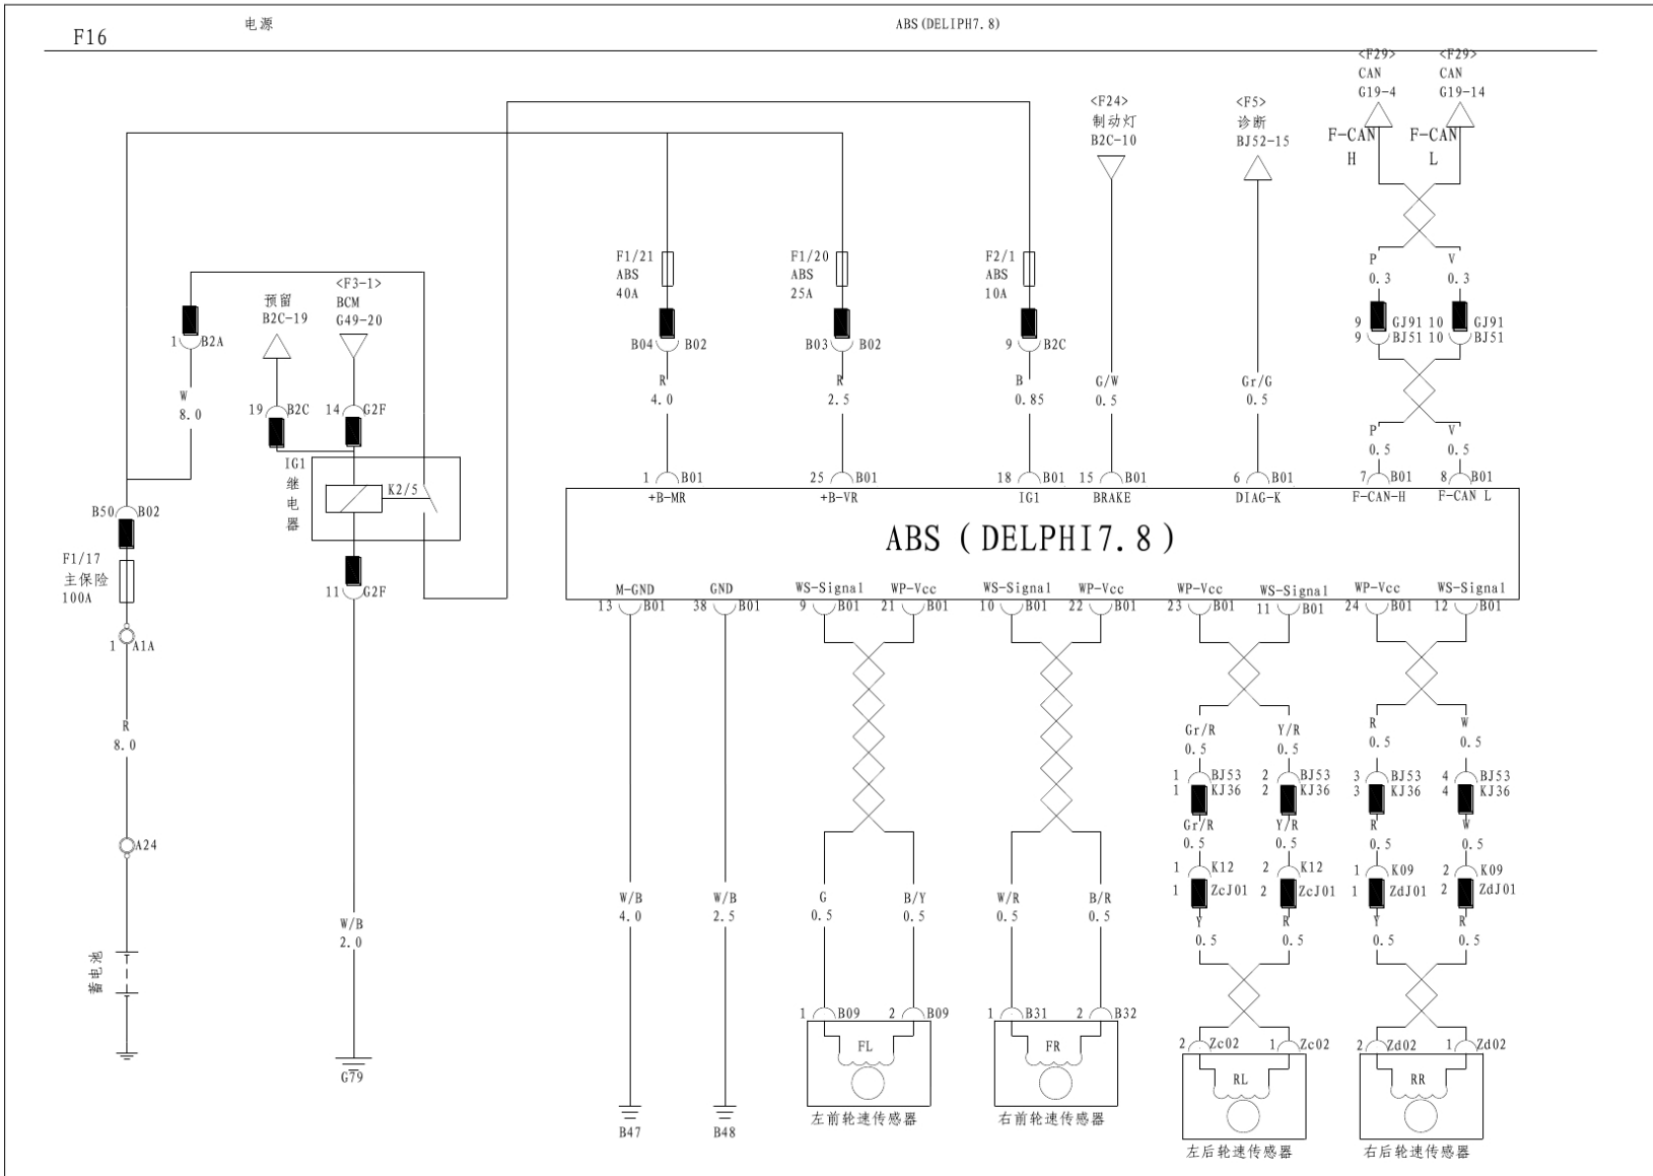 F16
电源
ABS(DELIPH7.8)
<F29>
CAN
G19-4
<F29>
CAN
G19-14
F-CAN
H
F-CAN
L
<F24>
制动灯
B2C-10
<F5>
诊断
BJ52-15
F1/21
ABS
40A
F1/20
ABS
25A
F2/1
ABS
10A
预留
B2C-19
<F3-1>
BCM
G49-20
P
0.3
V
0.3
1 B2A
9 GJ91
9 BJ51
10 GJ91
10 BJ51
B04 B02
B03 B02
9 B2C
W
8.0
R
4.0
R
2.5
B
0.85
G/W
0.5
Gr/G
0.5
19 B2C
14 G2F
P
0.5
V
0.5
IG1
继
电
器
K2/5
1 B01
25 B01
18 B01
15 B01
6 B01
7 B01
8 B01
+B-MR
+B-VR
IG1
BRAKE
DIAG-K
F-CAN-H
F-CAN L
B50 B02
ABS(DELPHI7.8)
F1/17
主保险
100A
11 G2F
M-GND
GND
WS-Signal
WP-Vcc
WS-Signal
WP-Vcc
WP-Vcc
WS-Signal
WP-Vcc
WS-Signal
13 B01
38 B01
9 B01
21 B01
10 B01
22 B01
23 B01
11 B01
24 B01
12 B01
1 A1A
R
8.0
Gr/R
0.5
Y/R
0.5
R
0.5
W
0.5
1 BJ53
1 KJ36
2 BJ53
2 KJ36
3 BJ53
3 KJ36
4 BJ53
4 KJ36
Gr/R
0.5
Y/R
0.5
R
0.5
W
0.5
A24
1 K12
1 ZcJ01
2 K12
2 ZcJ01
1 K09
1 ZdJ01
2 K09
2 ZdJ01
W/B
2.0
W/B
4.0
W/B
2.5
G
0.5
B/Y
0.5
W/R
0.5
B/R
0.5
Y
0.5
R
0.5
Y
0.5
R
0.5
蓄电池
1 B09
2 B09
1 B31
2 B32
2 Zc02
1 Zc02
2 Zd02
1 Zd02
FL
FR
RL
RR
G79
B47
B48
左前轮速传感器
右前轮速传感器
左后轮速传感器
右后轮速传感器